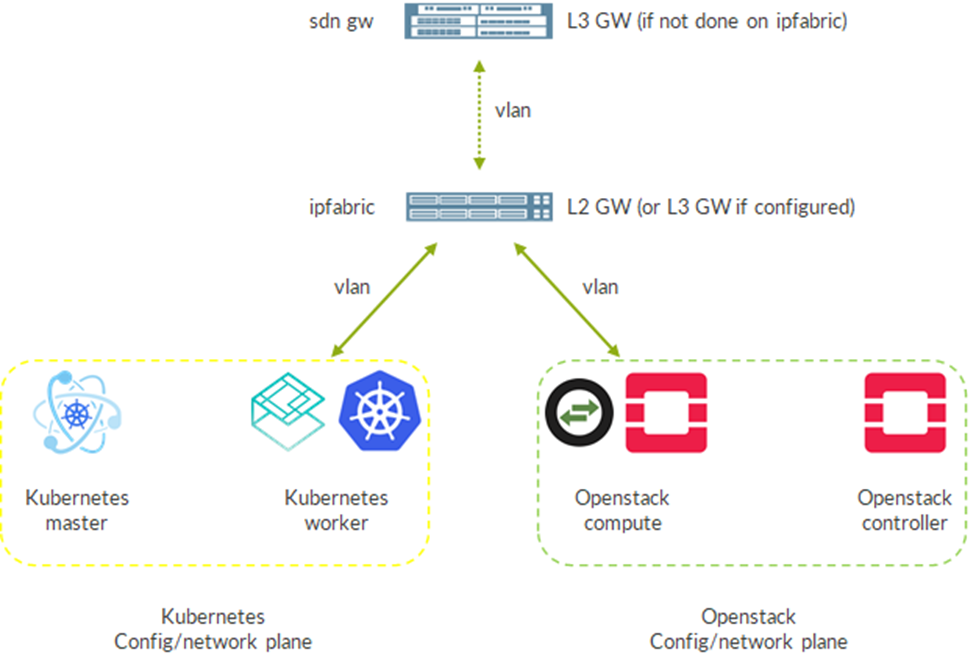 sdn gw
L3 GW (if not done on ipfabric)
vlan
ipfabric
L2 GW (or L3 GW if configured)
vlan
vlan
Kubernetes
master
Kubernetes
worker
Openstack
compute
Openstack
controller
Kubernetes
Config/network plane
Openstack
Config/network plane